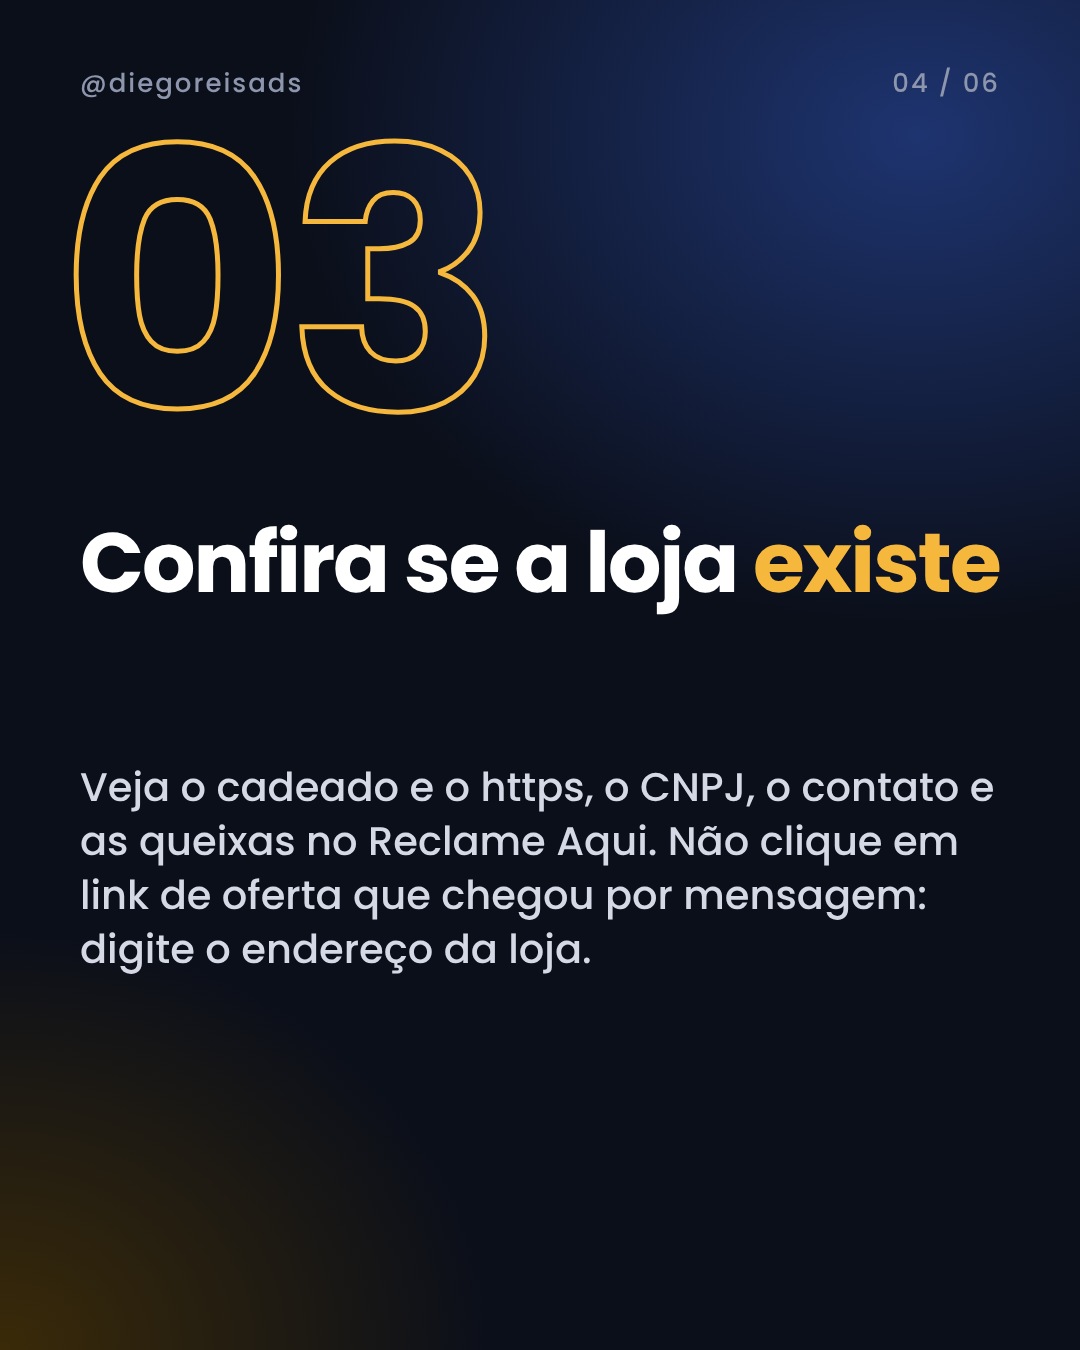 @diegoreisads
04 / 06
03
Confira se a loja existe
Veja o cadeado e o https, o CNPJ, o contato e
as queixas no Reclame Aqui. Não clique em
link de oferta que chegou por mensagem:
digite o endereço da loja.